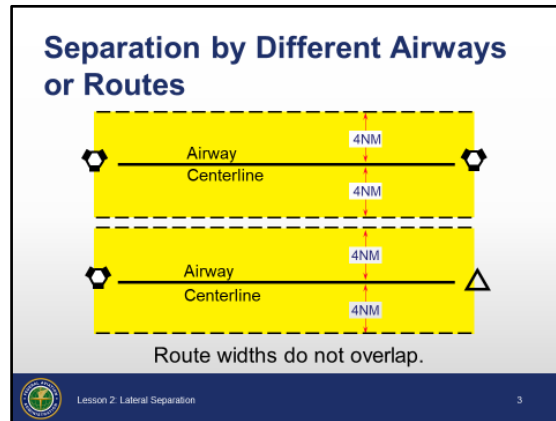 Separation by Different Airways
or Routes
4NM
Airway
Centerline
4NM
4NM
Airway
Centerline
4NM
Route widths do not overlap.
Lesson 2: Lateral Separation
3